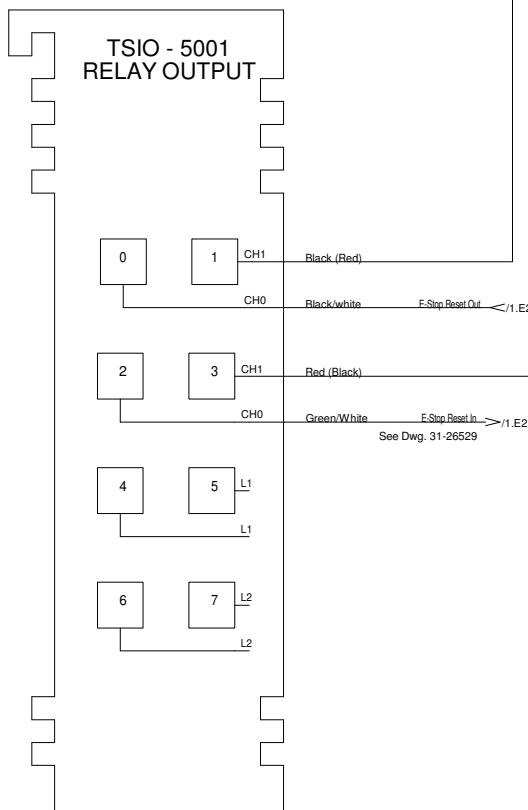 TSIO - 5001
RELAY OUTPUT
0 1 CH1 Black (Red)
CH0 Black/white E-Stop Reset Out /1.E2
2 3 CH1 Red (Black)
CH0 Green/White E-Stop Reset In /1.E2
See Dwg. 31-26529
4 5 L1
L1
6 7 L2
L2